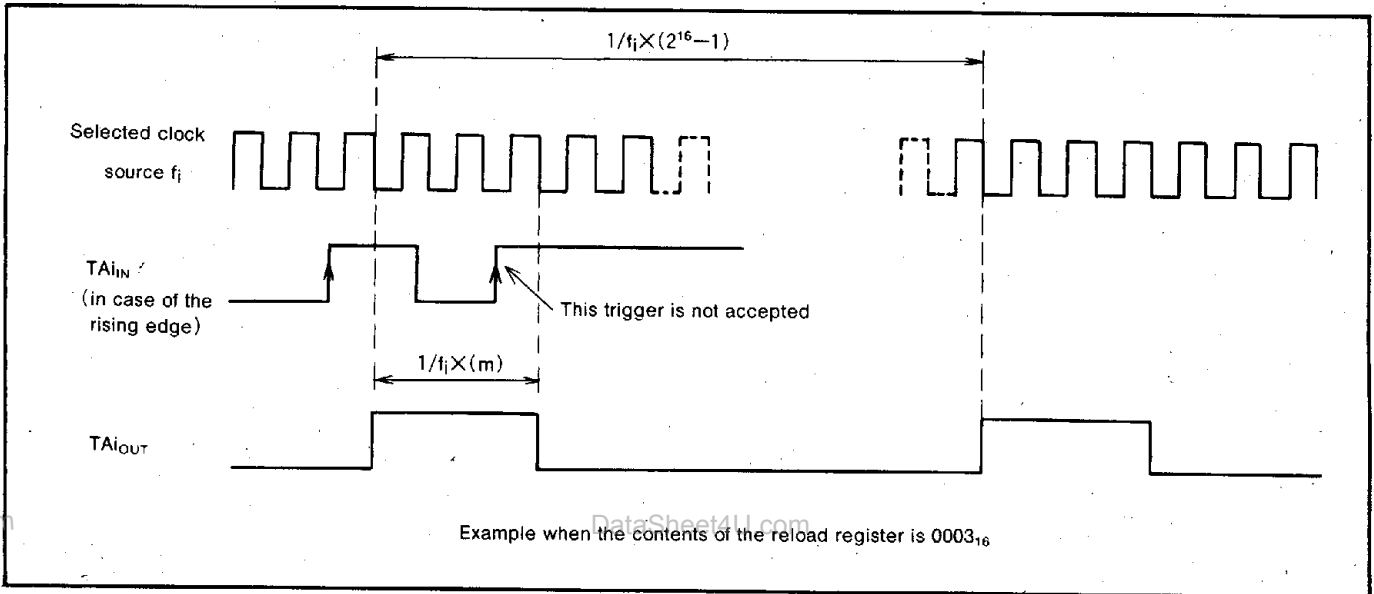 1/fᵢ×(2¹⁶−1)
Selected clock
source fᵢ
TAiIN
(in case of the
rising edge)
This trigger is not accepted
1/fᵢ×(m)
TAiOUT
DataSheet4U.com
Example when the contents of the reload register is 0003₁₆